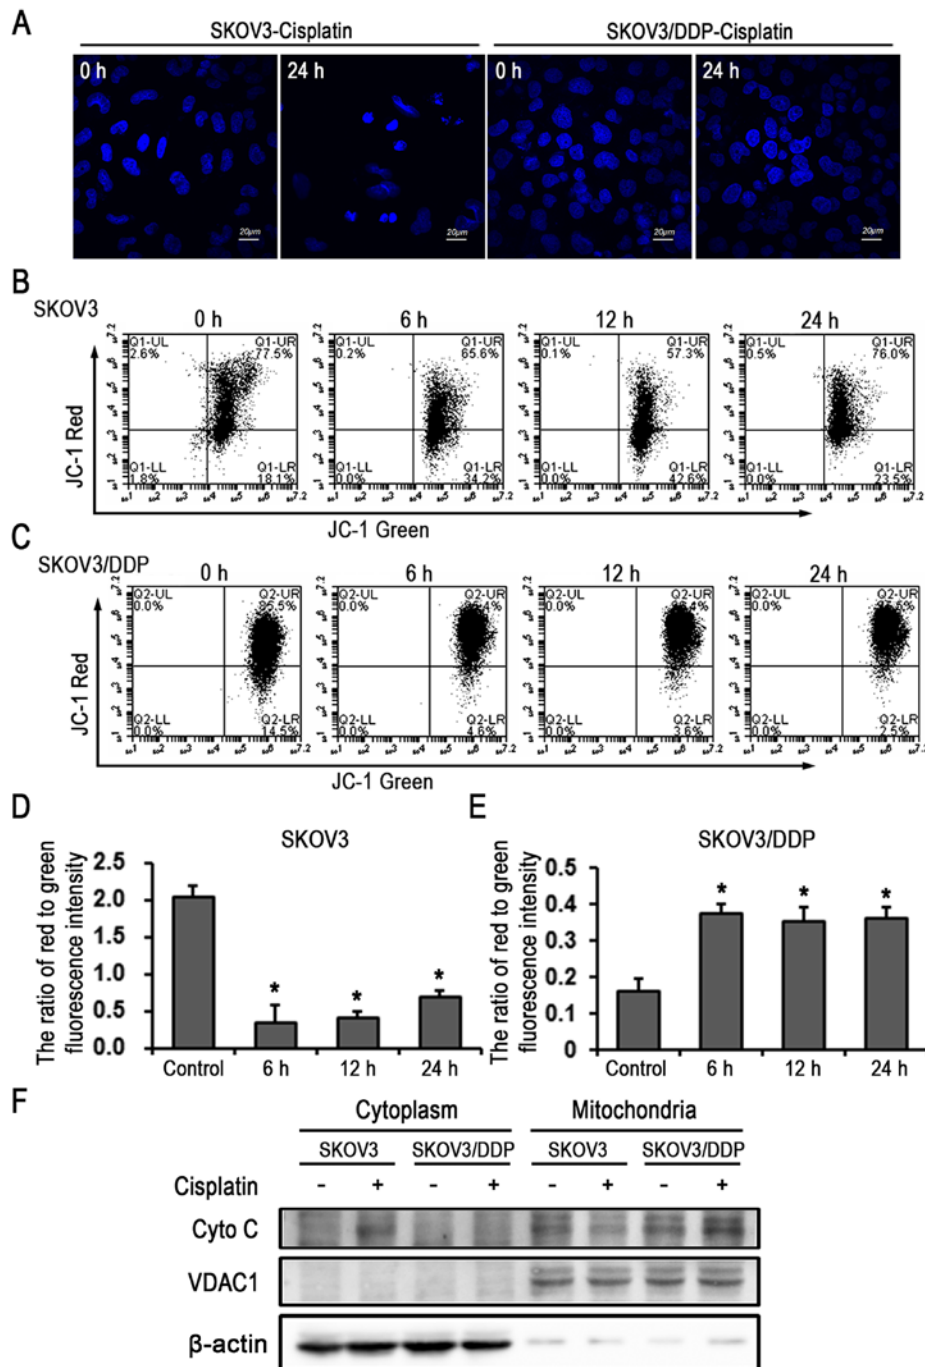 A
SKOV3-Cisplatin SKOV3/DDP-Cisplatin
0 h 24 h 0 h 24 h
20μm 20μm 20μm 20μm
B
SKOV3
0 h 6 h 12 h 24 h
Q1-UL Q1-UR Q1-UL Q1-UR Q1-UL Q1-UR Q1-UL Q1-UR
2.6% 77.5% 0.2% 65.6% 0.1% 57.3% 0.5% 76.0%
Q1-LL Q1-LR Q1-LL Q1-LR Q1-LL Q1-LR Q1-LL Q1-LR
1.8% 18.1% 0.0% 34.2% 0.0% 42.6% 0.0% 23.5%
JC-1 Red
JC-1 Green
C
SKOV3/DDP
0 h 6 h 12 h 24 h
Q2-UL Q2-UR Q2-UL Q2-UR Q2-UL Q2-UR Q2-UL Q2-UR
0.0% 0.0% 0.0% 0.0%
Q2-LL Q2-LR Q2-LL Q2-LR Q2-LL Q2-LR Q2-LL Q2-LR
0.0% 14.5% 0.0% 4.6% 0.0% 3.6% 0.0% 2.5%
JC-1 Red
JC-1 Green
D
SKOV3
The ratio of red to green
fluorescence intensity
2.5
2.0
1.5
1.0
0.5
0.0
* * *
Control 6 h 12 h 24 h
E
SKOV3/DDP
The ratio of red to green
fluorescence intensity
0.5
0.4
0.3
0.2
0.1
0
* * *
Control 6 h 12 h 24 h
F
Cytoplasm Mitochondria
SKOV3 SKOV3/DDP SKOV3 SKOV3/DDP
Cisplatin - + - + - + - +
Cyto C
VDAC1
β-actin